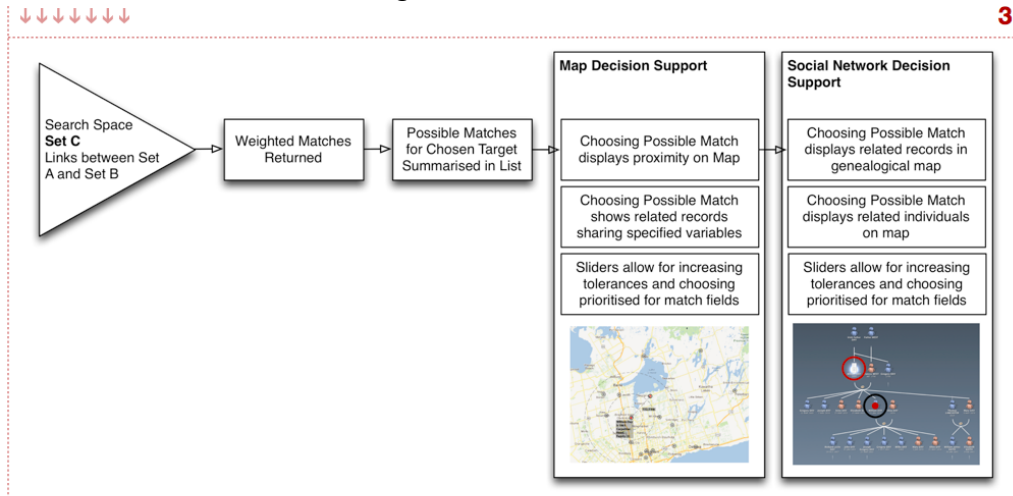 3
Search Space
Set C
Links between Set
A and Set B
Weighted Matches
Returned
Possible Matches
for Chosen Target
Summarised in List
Map Decision Support
Choosing Possible Match
displays proximity on Map
Choosing Possible Match
shows related records
sharing specified variables
Sliders allow for increasing
tolerances and choosing
prioritised for match fields
Social Network Decision
Support
Choosing Possible Match
displays related records in
genealogical map
Choosing Possible Match
displays related individuals
on map
Sliders allow for increasing
tolerances and choosing
prioritised for match fields